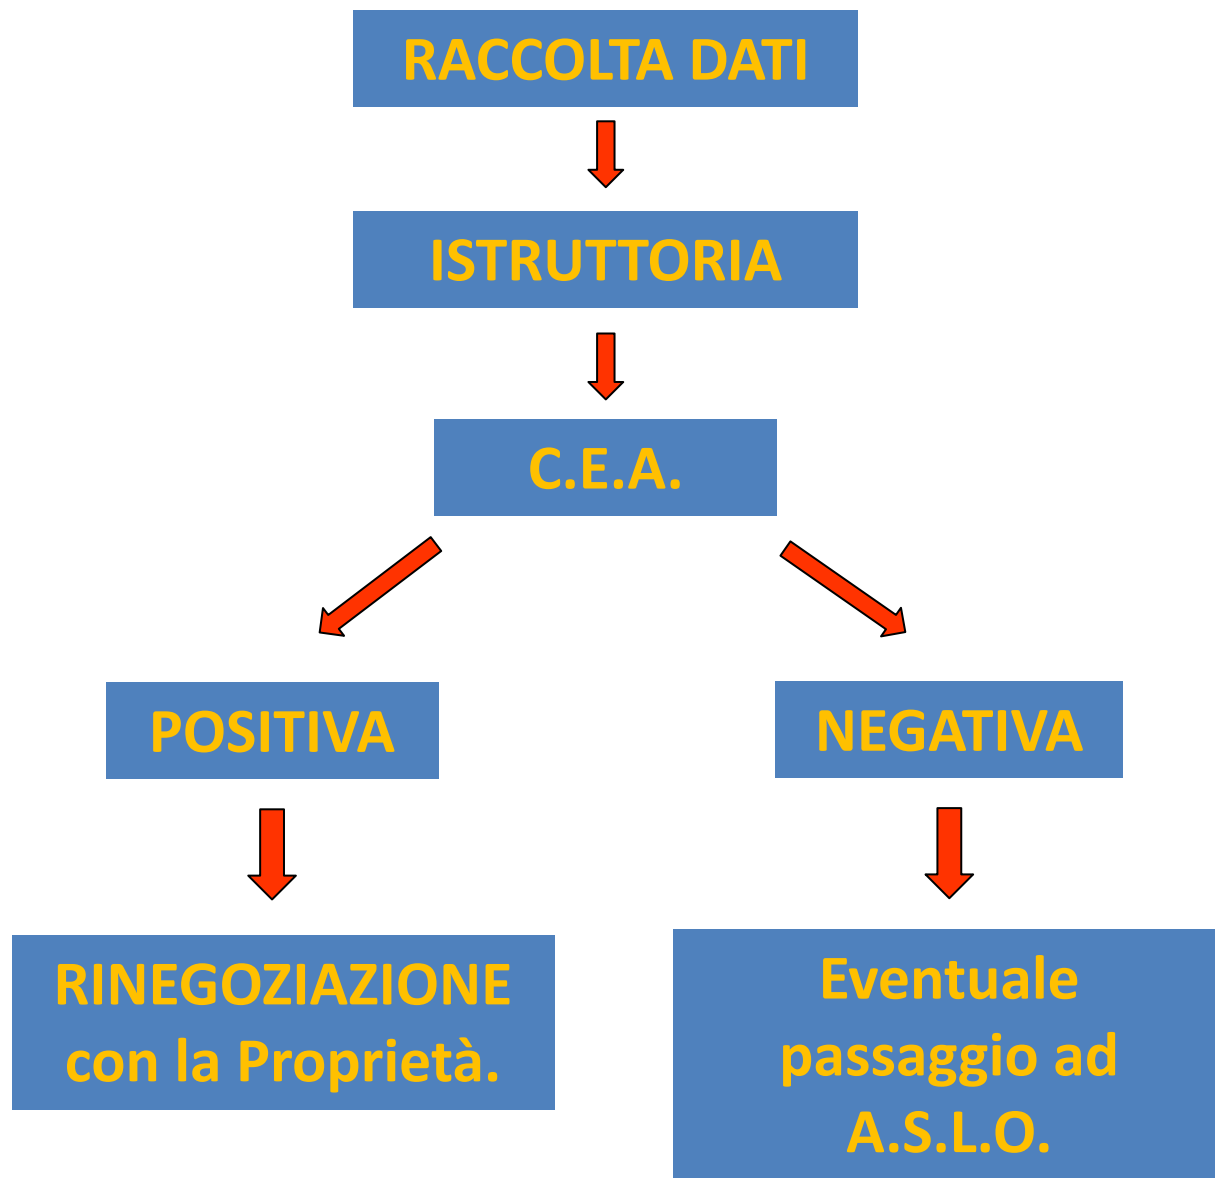 RACCOLTA DATI
ISTRUTTORIA
C.E.A.
POSITIVA
NEGATIVA
RINEGOZIAZIONE
con la Proprietà.
Eventuale
passaggio ad
A.S.L.O.